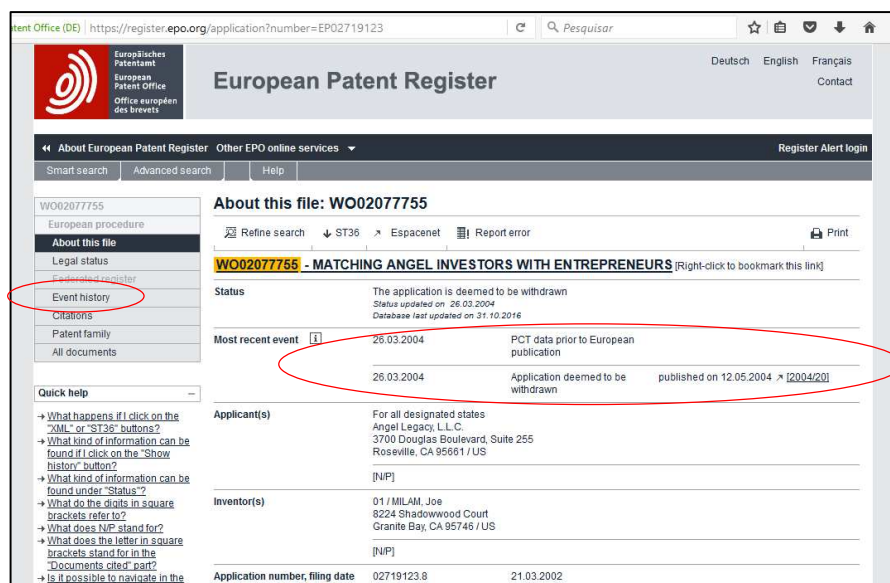 tent Office (DE) https://register.epo.org/application?number=EP02719123 Pesquisar
Europäisches
Patentamt
European
Patent Office
Office européen
des brevets
European Patent Register
Deutsch English Français
Contact
About European Patent Register Other EPO online services
Register Alert login
Smart search Advanced search Help
WO02077755
European procedure
About this file
Legal status
Federated register
Event history
Citations
Patent family
All documents
Quick help
What happens if I click on the
"XML" or "ST36" buttons?
What kind of information can be
found if I click on the "Show
history" button?
What kind of information can be
found under "Status"?
What do the digits in square
brackets refer to?
What does N/P stand for?
What does the letter in square
brackets stand for in the
"Documents cited" part?
Is it possible to navigate in the
About this file: WO02077755
Refine search ST36 Espacenet Report error Print
WO02077755 - MATCHING ANGEL INVESTORS WITH ENTREPRENEURS [Right-click to bookmark this link]
Status The application is deemed to be withdrawn
Status updated on 26.03.2004
Database last updated on 31.10.2016
Most recent event i 26.03.2004 PCT data prior to European
publication
26.03.2004 Application deemed to be published on 12.05.2004 [2004/20]
withdrawn
Applicant(s) For all designated states
Angel Legacy, L.L.C.
3700 Douglas Boulevard, Suite 255
Roseville, CA 95661 / US
[N/P]
Inventor(s) 01 / MILAM, Joe
8224 Shadowwood Court
Granite Bay, CA 95746 / US
[N/P]
Application number, filing date 02719123.8 21.03.2002